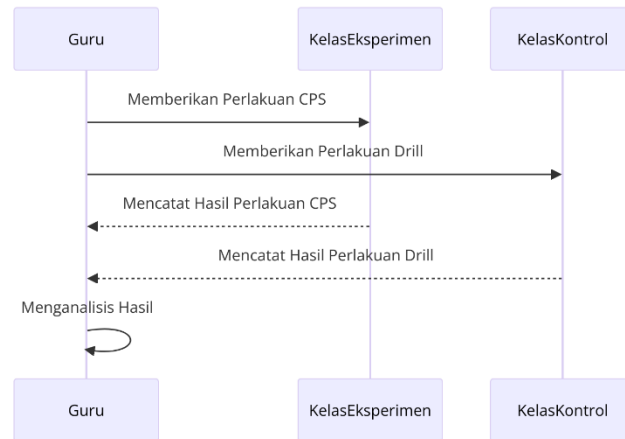 Guru
KelasEksperimen
KelasKontrol
Memberikan Perlakuan CPS
Memberikan Perlakuan Drill
Mencatat Hasil Perlakuan CPS
Mencatat Hasil Perlakuan Drill
Menganalisis Hasil
Guru
KelasEksperimen
KelasKontrol